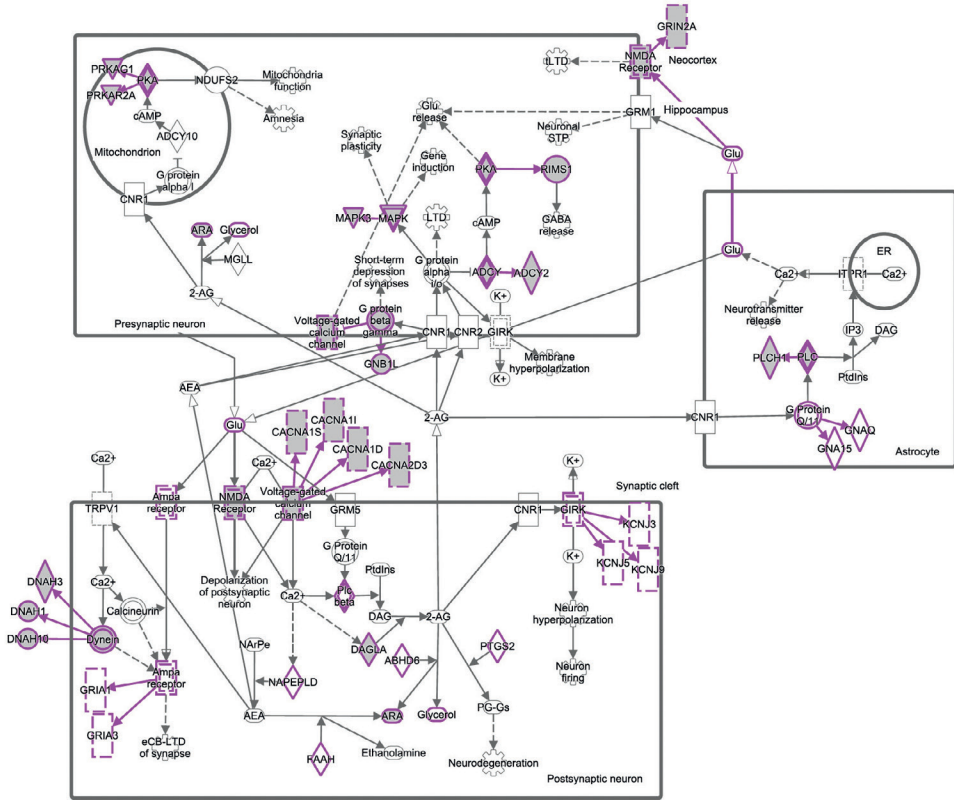 GRIN2A
NMDA
Receptor
Neocortex
LTD
PRKAG1
PKA
NDUFS2
Mitochondria
function
PRKAR2A
Glu
release
Hippocampus
GRM1
cAMP
Amnesia
ADCY10
Synaptic
plasticity
Neuronal
STP
Mitochondrion
Gene
induction
Glu
G protein
alpha I
PKA
RIMS1
CNR1
MAPK3
MAPK
LTD
cAMP
GABA
release
ARA
Glycerol
Glu
ER
MGLL
Short-term
depression
of synapses
G protein
alpha
i/o
ADCY
ADCY2
Ca2+
ITPR1
Ca2+
2-AG
K+
Neurotransmitter
release
Presynaptic neuron
Voltage-gated
calcium
channel
G protein
beta
gamma
CNR1
CNR2
GIRK
IP3
DAG
PLCH1
PLC
GNB1L
Membrane
hyperpolarization
PtdIns
K+
AEA
2-AG
CNR1
G Protein
Q/11
GNAQ
GNA15
Astrocyte
Glu
CACNA1S
CACNA1I
CACNA1D
CACNA2D3
Ca2+
Ca2+
K+
Synaptic cleft
TRPV1
Ampa
receptor
NMDA
Receptor
Voltage-gated
calcium
channel
GRM5
CNR1
GIRK
KCNJ3
G Protein
Q/11
K+
KCNJ5
KCNJ9
DNAH3
Ca2+
Depolarization
of postsynaptic
neuron
PtdIns
Calcineurin
Ca2+
Plc
beta
DAG
2-AG
Neuron
hyperpolarization
DNAH1
DNAH10
Dynein
NArPe
DAGLA
ABHD6
PTGS2
Ampa
receptor
NAPEPLD
Neuron
firing
GRIA1
AEA
ARA
Glycerol
PG-Gs
GRIA3
eCB-LTD
of synapse
FAAH
Ethanolamine
Neurodegeneration
Postsynaptic neuron